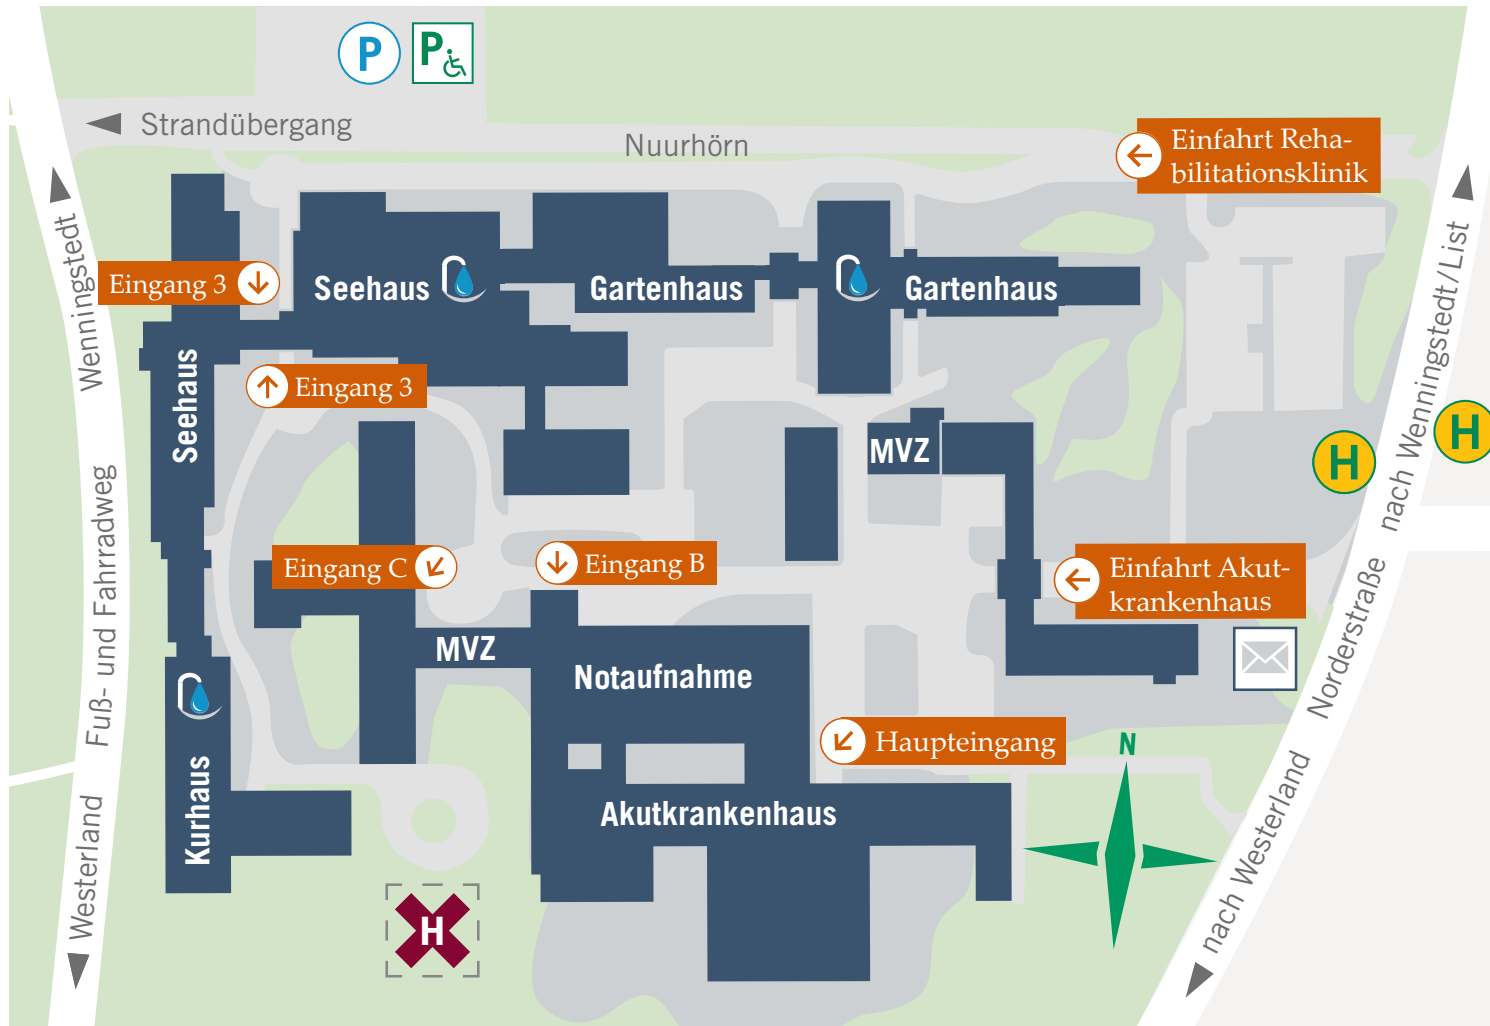 P
P
Strandübergang
Nuurhörn
Einfahrt Reha-
bilitationsklinik
Wenningstedt
Eingang 3
Seehaus
Gartenhaus
Gartenhaus
nach Wenningstedt/List
Seehaus
Eingang 3
MVZ
H
H
Fuß- und Fahrradweg
Eingang C
Eingang B
Einfahrt Akut-
krankenhaus
Norderstraße
MVZ
Notaufnahme
Haupteingang
N
Kurhaus
Akutkrankenhaus
Westerland
H
nach Westerland